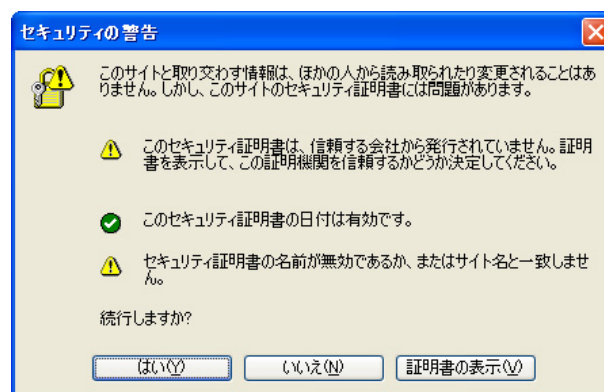 セキュリティの警告
このサイトと取り交わす情報は、ほかの人から読み取られたり変更されることはあ
りません。しかし、このサイトのセキュリティ証明書には問題があります。
このセキュリティ証明書は、信頼する会社から発行されていません。証明
書を表示して、この証明機関を信頼するかどうか決定してください。
このセキュリティ証明書の日付は有効です。
セキュリティ証明書の名前が無効であるか、またはサイト名と一致しませ
ん。
続行しますか?
はい(Y) いいえ(N) 証明書の表示(V)